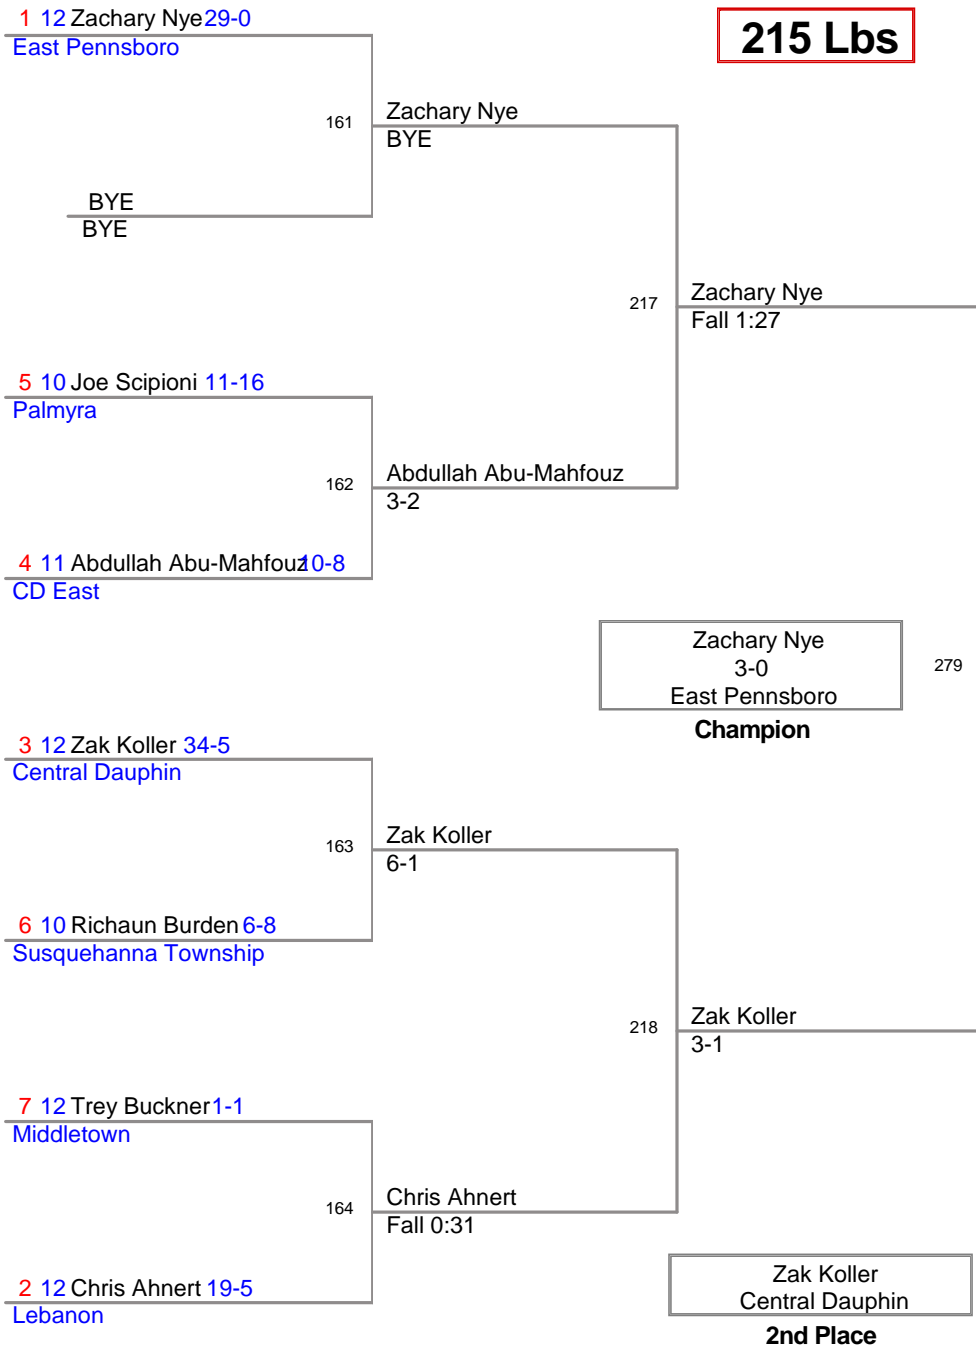 1 12 Zachary Nye 29-0
East Pennsboro
215 Lbs
161
Zachary Nye
BYE
BYE
BYE
217
Zachary Nye
Fall 1:27
5 10 Joe Scipioni 11-16
Palmyra
162
Abdullah Abu-Mahfouz
3-2
4 11 Abdullah Abu-Mahfouz 10-8
CD East
Zachary Nye
3-0
East Pennsboro
279
Champion
3 12 Zak Koller 34-5
Central Dauphin
163
Zak Koller
6-1
6 10 Richaun Burden 6-8
Susquehanna Township
218
Zak Koller
3-1
7 12 Trey Buckner 1-1
Middletown
164
Chris Ahnert
Fall 0:31
2 12 Chris Ahnert 19-5
Lebanon
Zak Koller
Central Dauphin
2nd Place